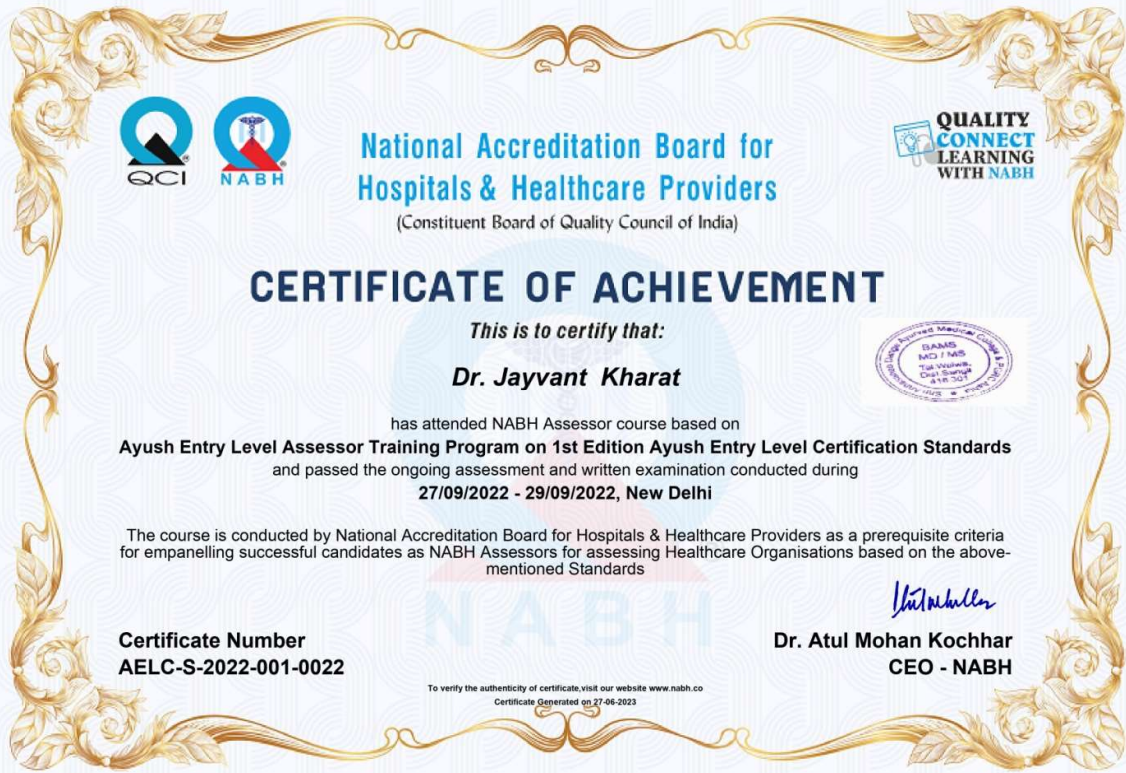 QCI
NABH
National Accreditation Board for
Hospitals & Healthcare Providers
(Constituent Board of Quality Council of India)
QUALITY
CONNECT
LEARNING
WITH NABH
CERTIFICATE OF ACHIEVEMENT
This is to certify that:
Dr. Jayvant Kharat
BAMS
MD / MS
Tal.Walwa,
Dist.Sangli
416 301
has attended NABH Assessor course based on
Ayush Entry Level Assessor Training Program on 1st Edition Ayush Entry Level Certification Standards
and passed the ongoing assessment and written examination conducted during
27/09/2022 - 29/09/2022, New Delhi
The course is conducted by National Accreditation Board for Hospitals & Healthcare Providers as a prerequisite criteria
for empanelling successful candidates as NABH Assessors for assessing Healthcare Organisations based on the above-
mentioned Standards
NABH
Certificate Number
AELC-S-2022-001-0022
Dr. Atul Mohan Kochhar
CEO - NABH
To verify the authenticity of certificate,visit our website www.nabh.co
Certificate Generated on 27-06-2023